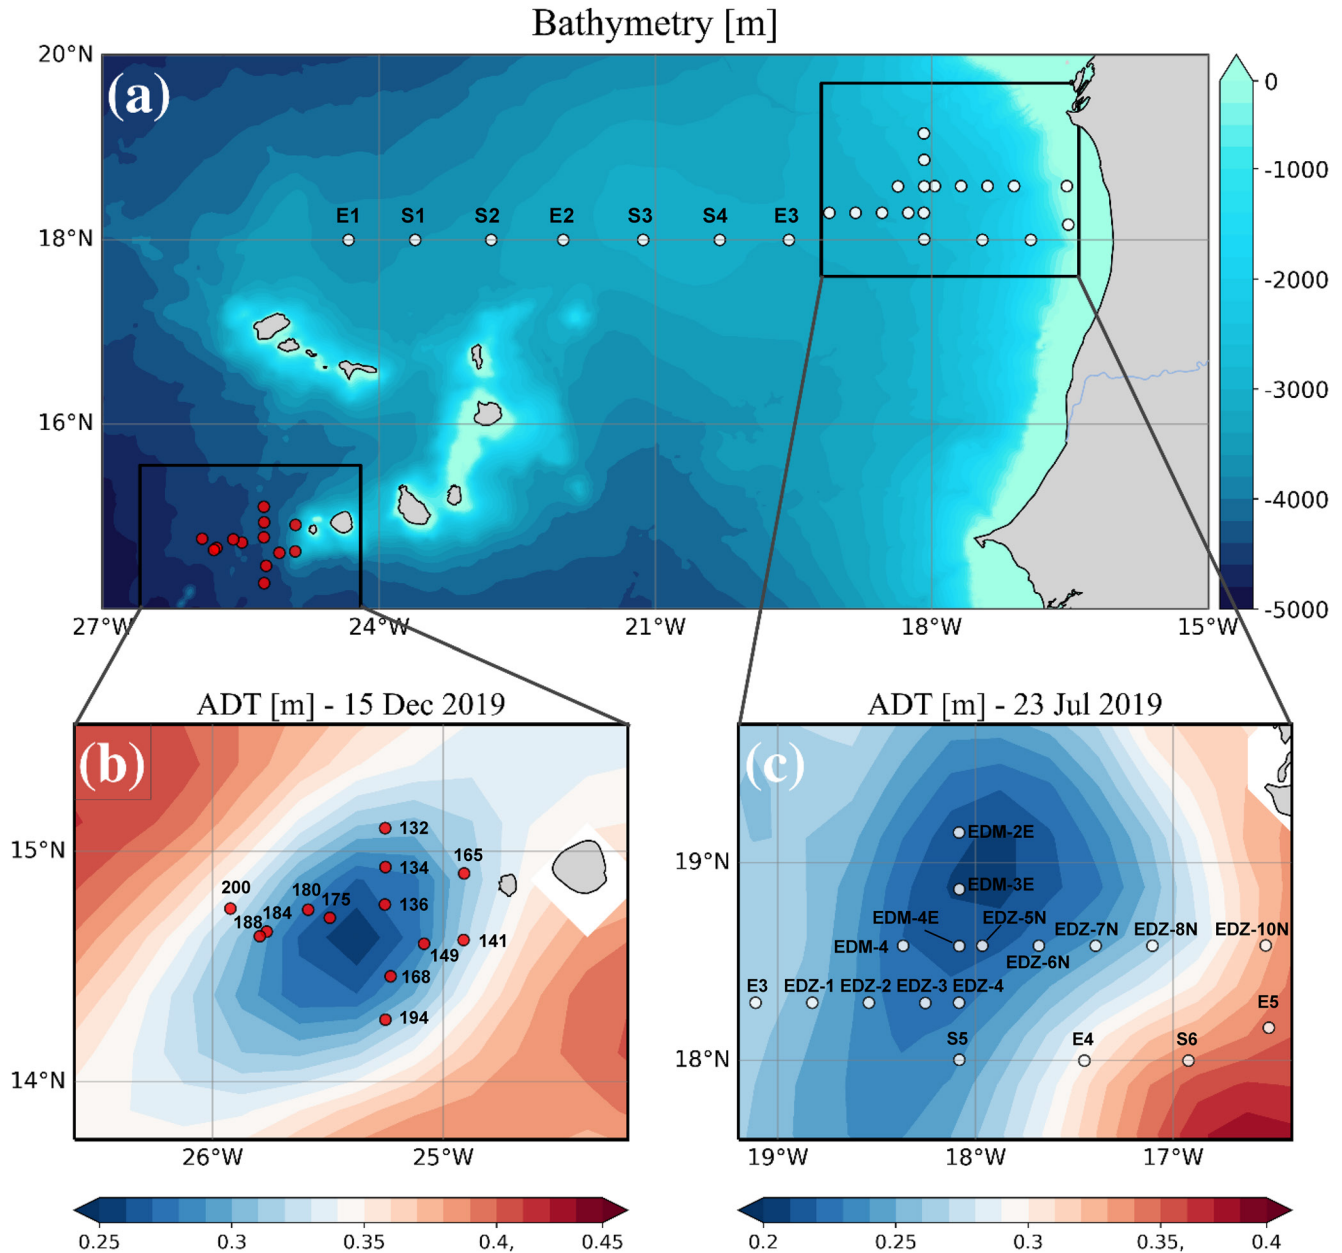 Bathymetry [m]
(a)
20°N
18°N
16°N
E1 S1 S2 E2 S3 S4 E3
27°W 24°W 21°W 18°W 15°W
0
-1000
-2000
-3000
-4000
-5000
ADT [m] - 15 Dec 2019
(b)
15°N
14°N
132
134
165
136
200
180
175
184
188
141
149
168
194
26°W 25°W
0.25 0.3 0.35 0.4, 0.45
ADT [m] - 23 Jul 2019
(c)
19°N
18°N
EDM-2E
EDM-3E
EDM-4E EDZ-5N EDZ-7N EDZ-8N EDZ-10N
EDM-4 EDZ-6N
E3 EDZ-1 EDZ-2 EDZ-3 EDZ-4
E5
S5 E4 S6
19°W 18°W 17°W
0.2 0.25 0.3 0.35, 0.4